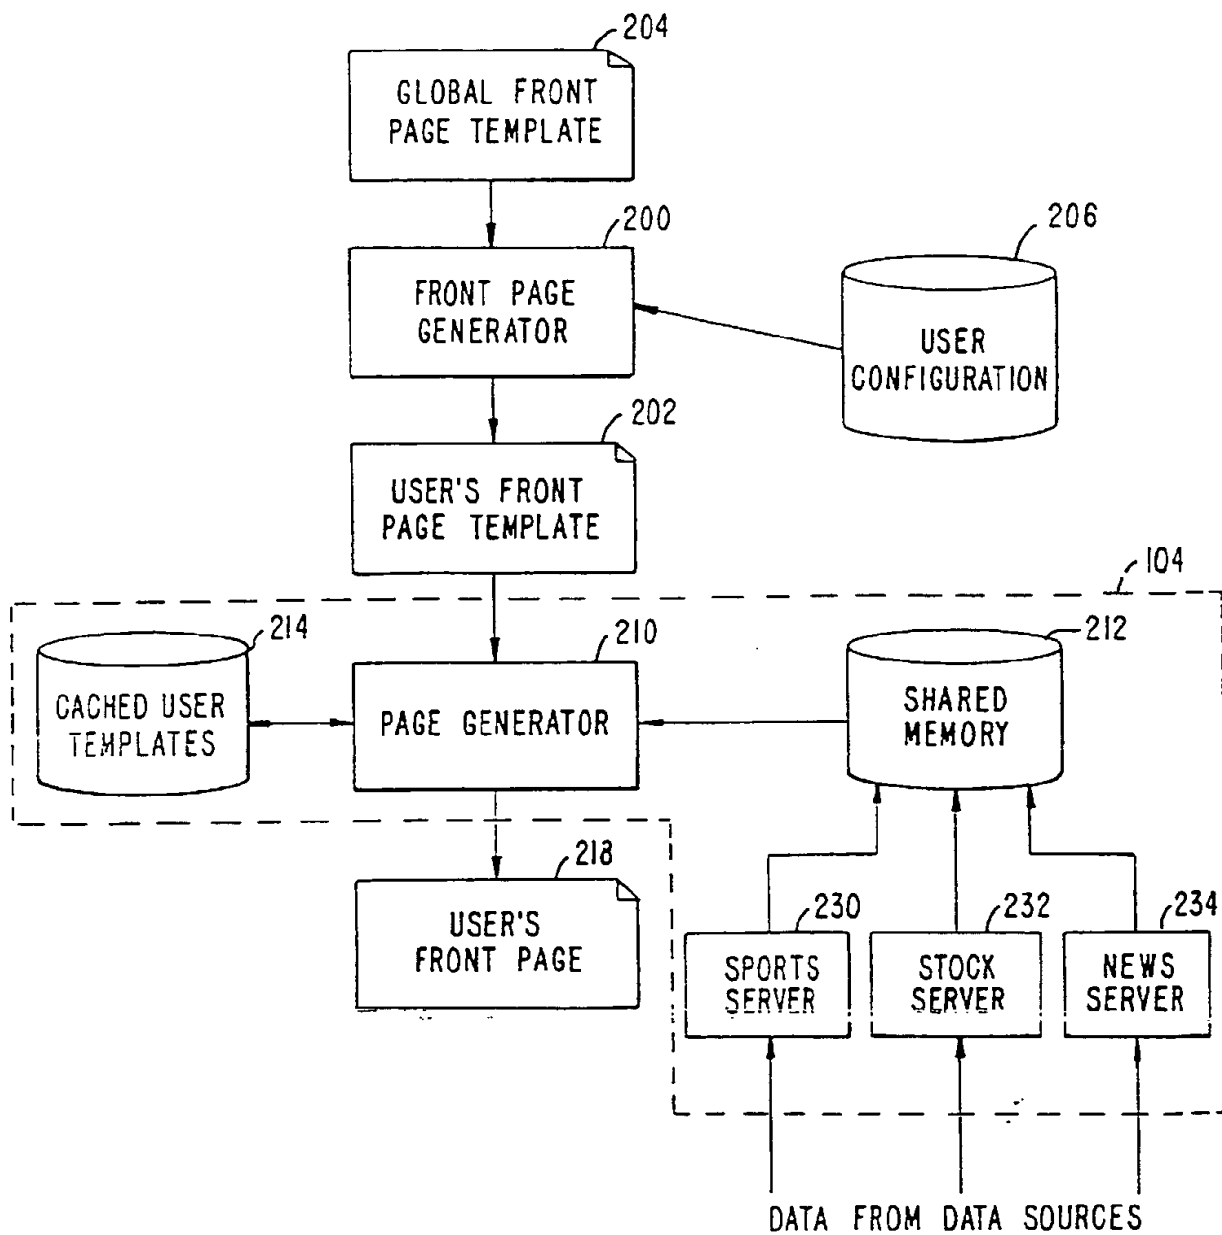 204
GLOBAL FRONT
PAGE TEMPLATE
200
206
FRONT PAGE
GENERATOR
USER
CONFIGURATION
202
USER'S FRONT
PAGE TEMPLATE
104
214
210
212
CACHED USER
TEMPLATES
PAGE GENERATOR
SHARED
MEMORY
218
USER'S
FRONT PAGE
230
232
234
SPORTS
SERVER
STOCK
SERVER
NEWS
SERVER
DATA FROM DATA SOURCES